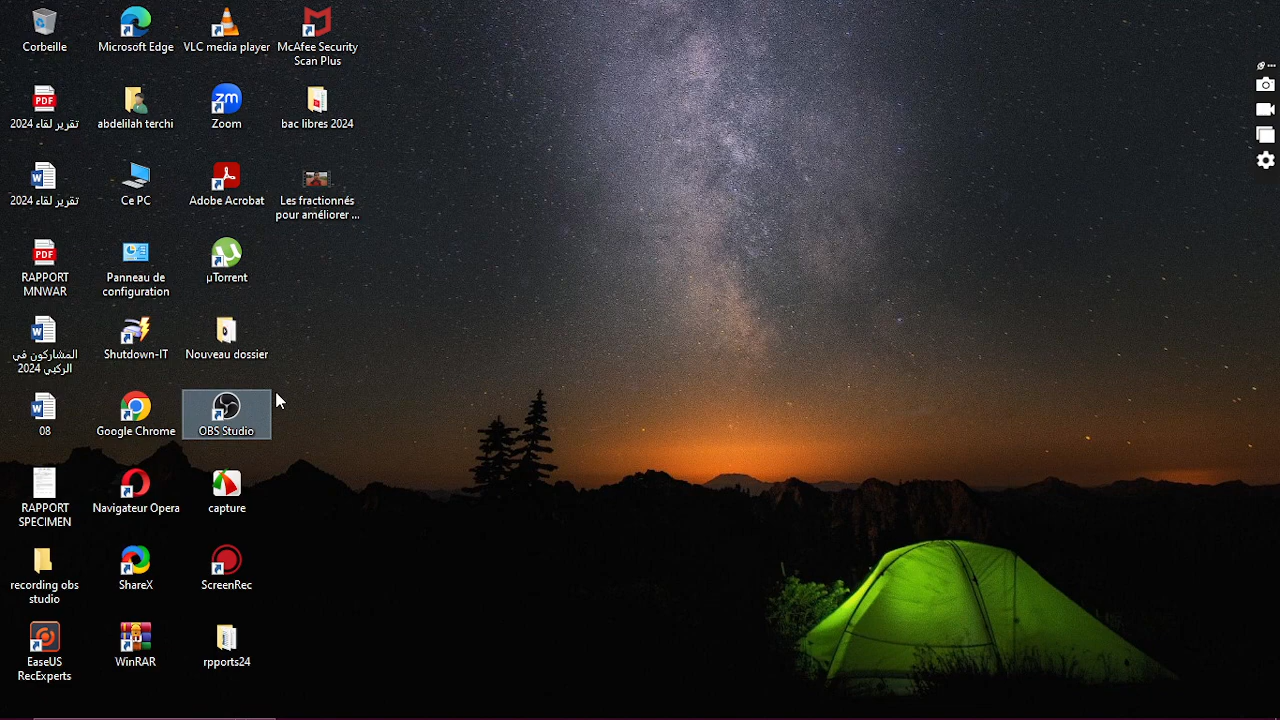 Corbeille
Microsoft Edge
VLC media player
McAfee Security
Scan Plus
تقرير لقاء 2024
abdelilah terchi
Zoom
bac libres 2024
تقرير لقاء 2024
Ce PC
Adobe Acrobat
Les fractionnés
pour améliorer ...
RAPPORT
MNWAR
Panneau de
configuration
µTorrent
المشاركون في
الركبي 2024
Shutdown-IT
Nouveau dossier
08
Google Chrome
OBS Studio
RAPPORT
SPECIMEN
Navigateur Opera
capture
recording obs
studio
ShareX
ScreenRec
EaseUS
RecExperts
WinRAR
rpports24